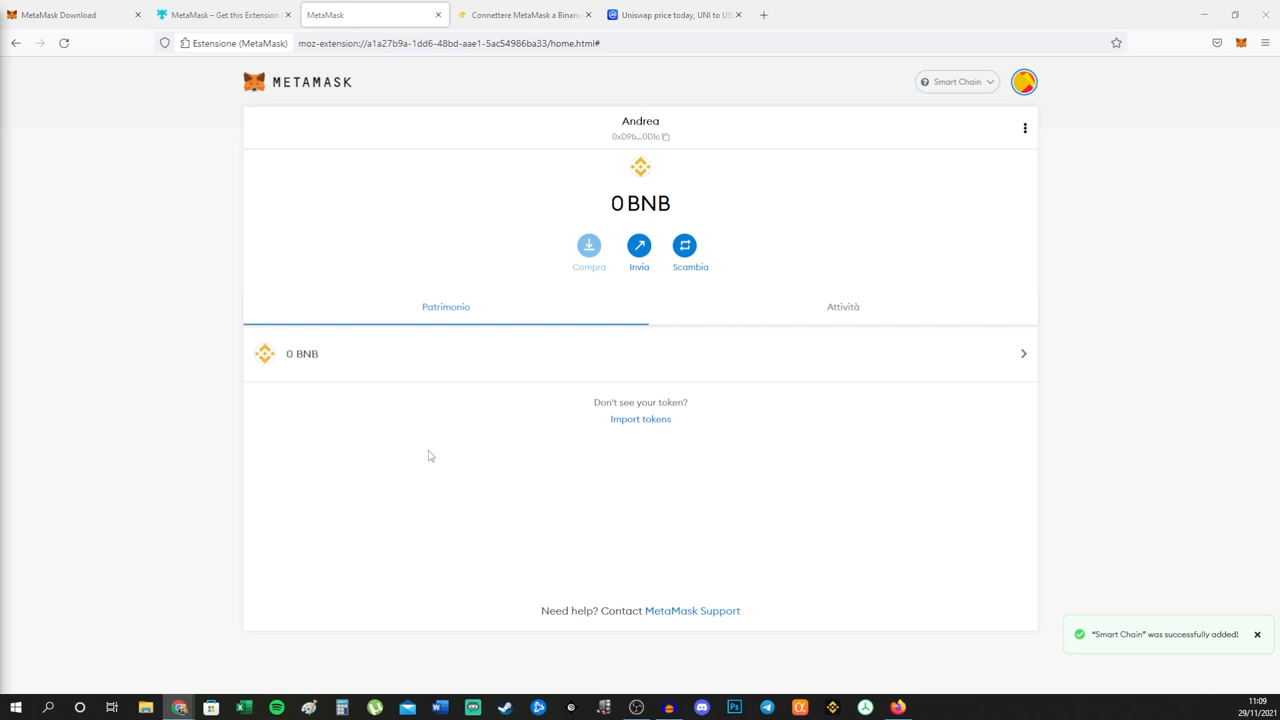 MetaMask Download
MetaMask – Get this Extension
MetaMask
Connettere MetaMask a Binanc
Uniswap price today, UNI to US
Estensione (MetaMask)
moz-extension://a1a27b9a-1dd6-48bd-aae1-5ac54986ba33/home.html#
METAMASK
Smart Chain
Andrea
0xD9b...0D1c
0 BNB
Compra
Invia
Scambia
Patrimonio
Attività
0 BNB
Don't see your token?
Import tokens
Need help? Contact MetaMask Support
“Smart Chain” was successfully added!
11:09
29/11/2021